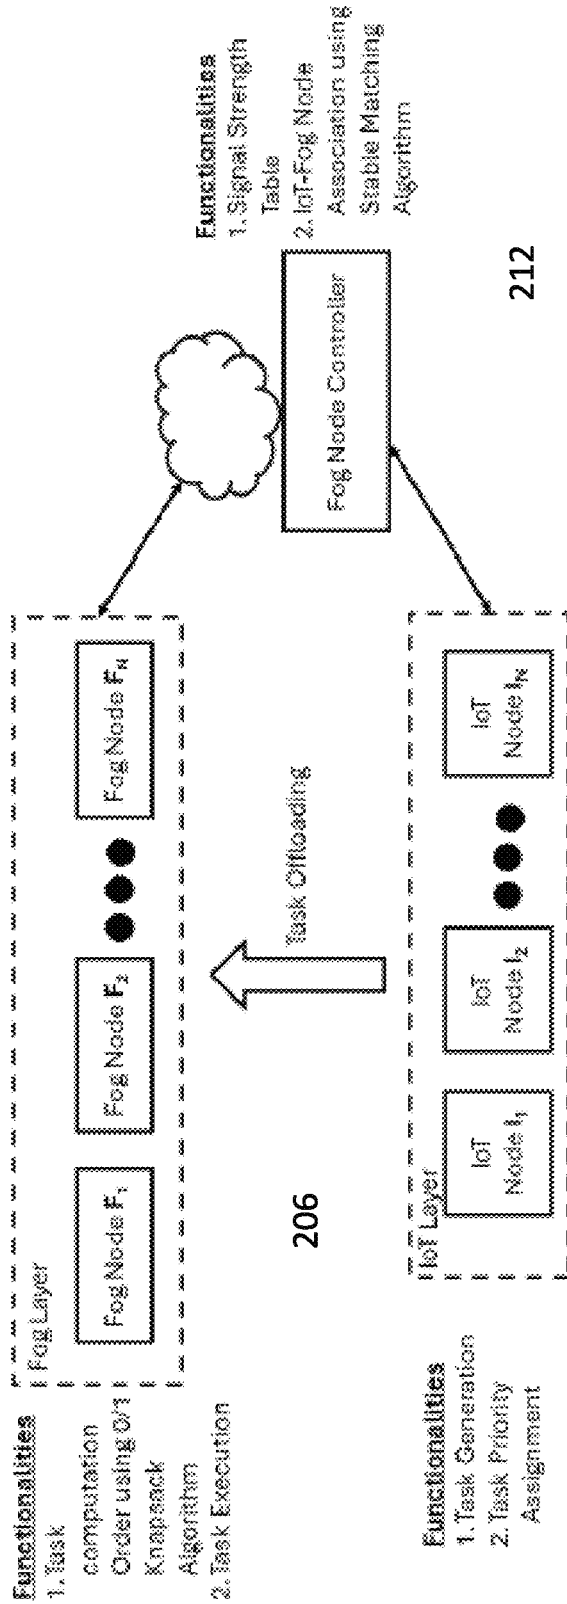 Functionalities
1. Task
computation
Order using 0/1
Knapsack
Algorithm
2. Task Execution
Fog Layer
Fog Node F₁
Fog Node F₂
Fog Node F_N
206
Task Offloading
Functionalities
1. Task Generation
2. Task Priority
Assignment
IoT Layer
IoT
Node I₁
IoT
Node I₂
IoT
Node I_N
Fog Node Controller
Functionalities
1. Signal Strength
Table
2. IoT-Fog Node
Association using
Stable Matching
Algorithm
212